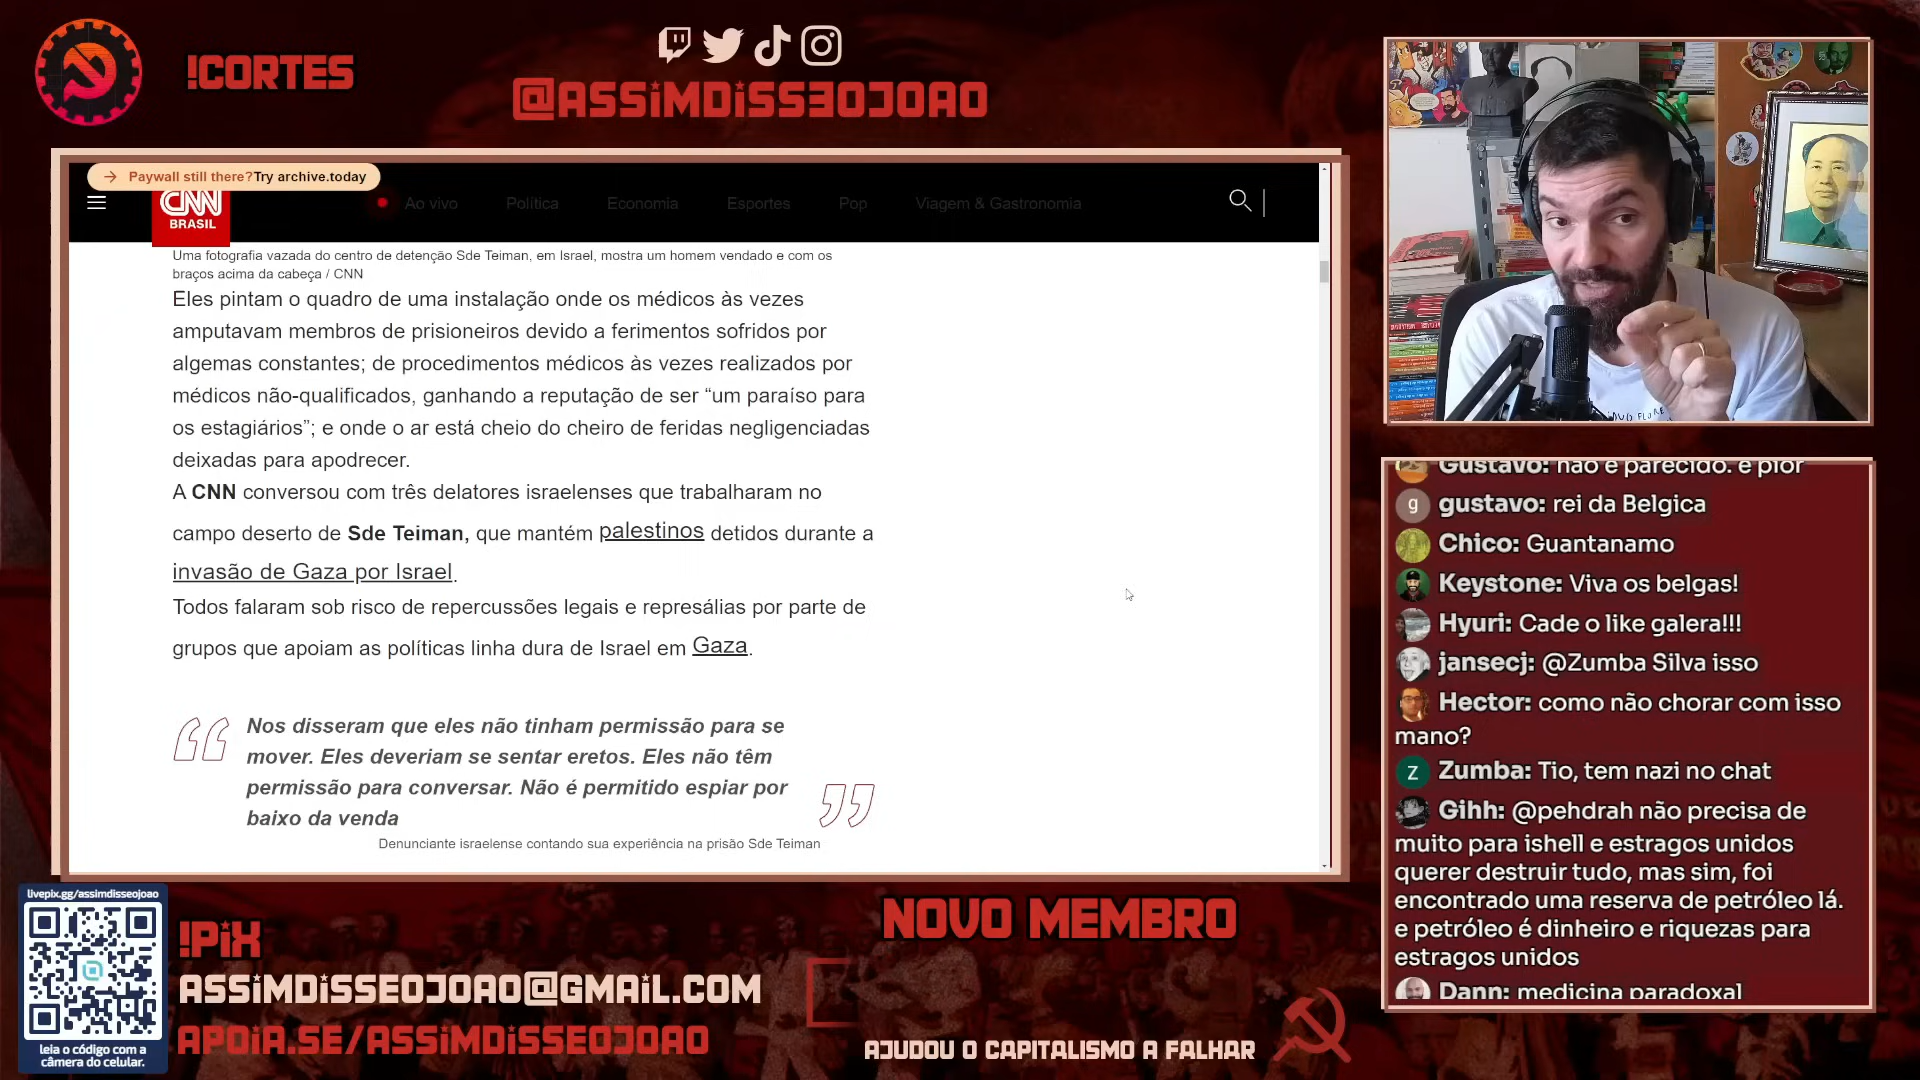 !CORTES
@ASSIMDISSEOJOAO
Paywall still there? Try archive.today
CNN
BRASIL
Ao vivo
Política
Economia
Esportes
Pop
Viagem & Gastronomia
Uma fotografia vazada do centro de detenção Sde Teiman, em Israel, mostra um homem vendado e com os
braços acima da cabeça / CNN
Eles pintam o quadro de uma instalação onde os médicos às vezes
amputavam membros de prisioneiros devido a ferimentos sofridos por
algemas constantes; de procedimentos médicos às vezes realizados por
médicos não-qualificados, ganhando a reputação de ser “um paraíso para
os estagiários”; e onde o ar está cheio do cheiro de feridas negligenciadas
deixadas para apodrecer.
A CNN conversou com três delatores israelenses que trabalharam no
campo deserto de Sde Teiman, que mantém palestinos detidos durante a
invasão de Gaza por Israel.
Todos falaram sob risco de repercussões legais e represálias por parte de
grupos que apoiam as políticas linha dura de Israel em Gaza.
“Nos disseram que eles não tinham permissão para se
mover. Eles deveriam se sentar eretos. Eles não têm
permissão para conversar. Não é permitido espiar por
baixo da venda”
Denunciante israelense contando sua experiência na prisão Sde Teiman
Gustavo: não é parecido. é pior
g gustavo: rei da Belgica
Chico: Guantanamo
Keystone: Viva os belgas!
Hyuri: Cade o like galera!!!
jansecj: @Zumba Silva isso
Hector: como não chorar com isso
mano?
Z Zumba: Tio, tem nazi no chat
Gihh: @pehdrah não precisa de
muito para ishell e estragos unidos
querer destruir tudo, mas sim, foi
encontrado uma reserva de petróleo lá.
e petróleo é dinheiro e riquezas para
estragos unidos
Dann: medicina paradoxal
livepix.gg/assimdisseojoao
leia o código com a
câmera do celular.
!PIX
ASSIMDISSEOJOAO@GMAIL.COM
APOIA.SE/ASSIMDISSEOJOAO
NOVO MEMBRO
AJUDOU O CAPITALISMO A FALHAR